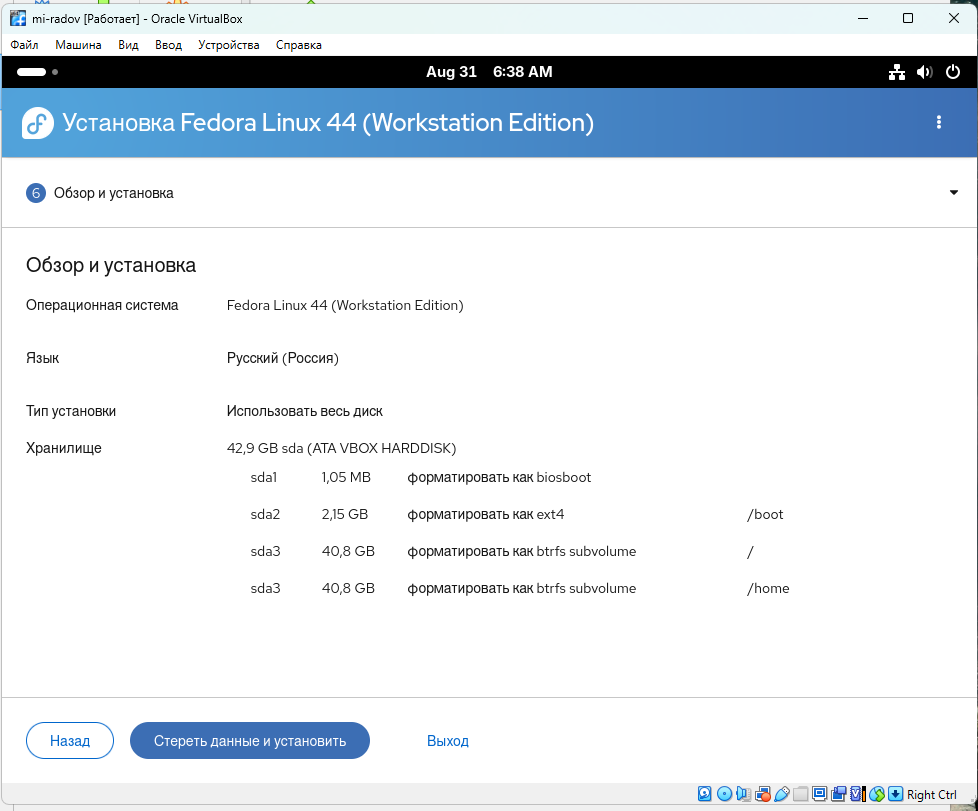 mi-radov [Работает] - Oracle VirtualBox
Файл Машина Вид Ввод Устройства Справка
Aug 31 6:38 AM
Установка Fedora Linux 44 (Workstation Edition)
6 Обзор и установка
Обзор и установка
Операционная система Fedora Linux 44 (Workstation Edition)
Язык Русский (Россия)
Тип установки Использовать весь диск
Хранилище 42,9 GB sda (ATA VBOX HARDDISK)
sda1 1,05 MB форматировать как biosboot
sda2 2,15 GB форматировать как ext4 /boot
sda3 40,8 GB форматировать как btrfs subvolume /
sda3 40,8 GB форматировать как btrfs subvolume /home
Назад Стереть данные и установить Выход
Right Ctrl